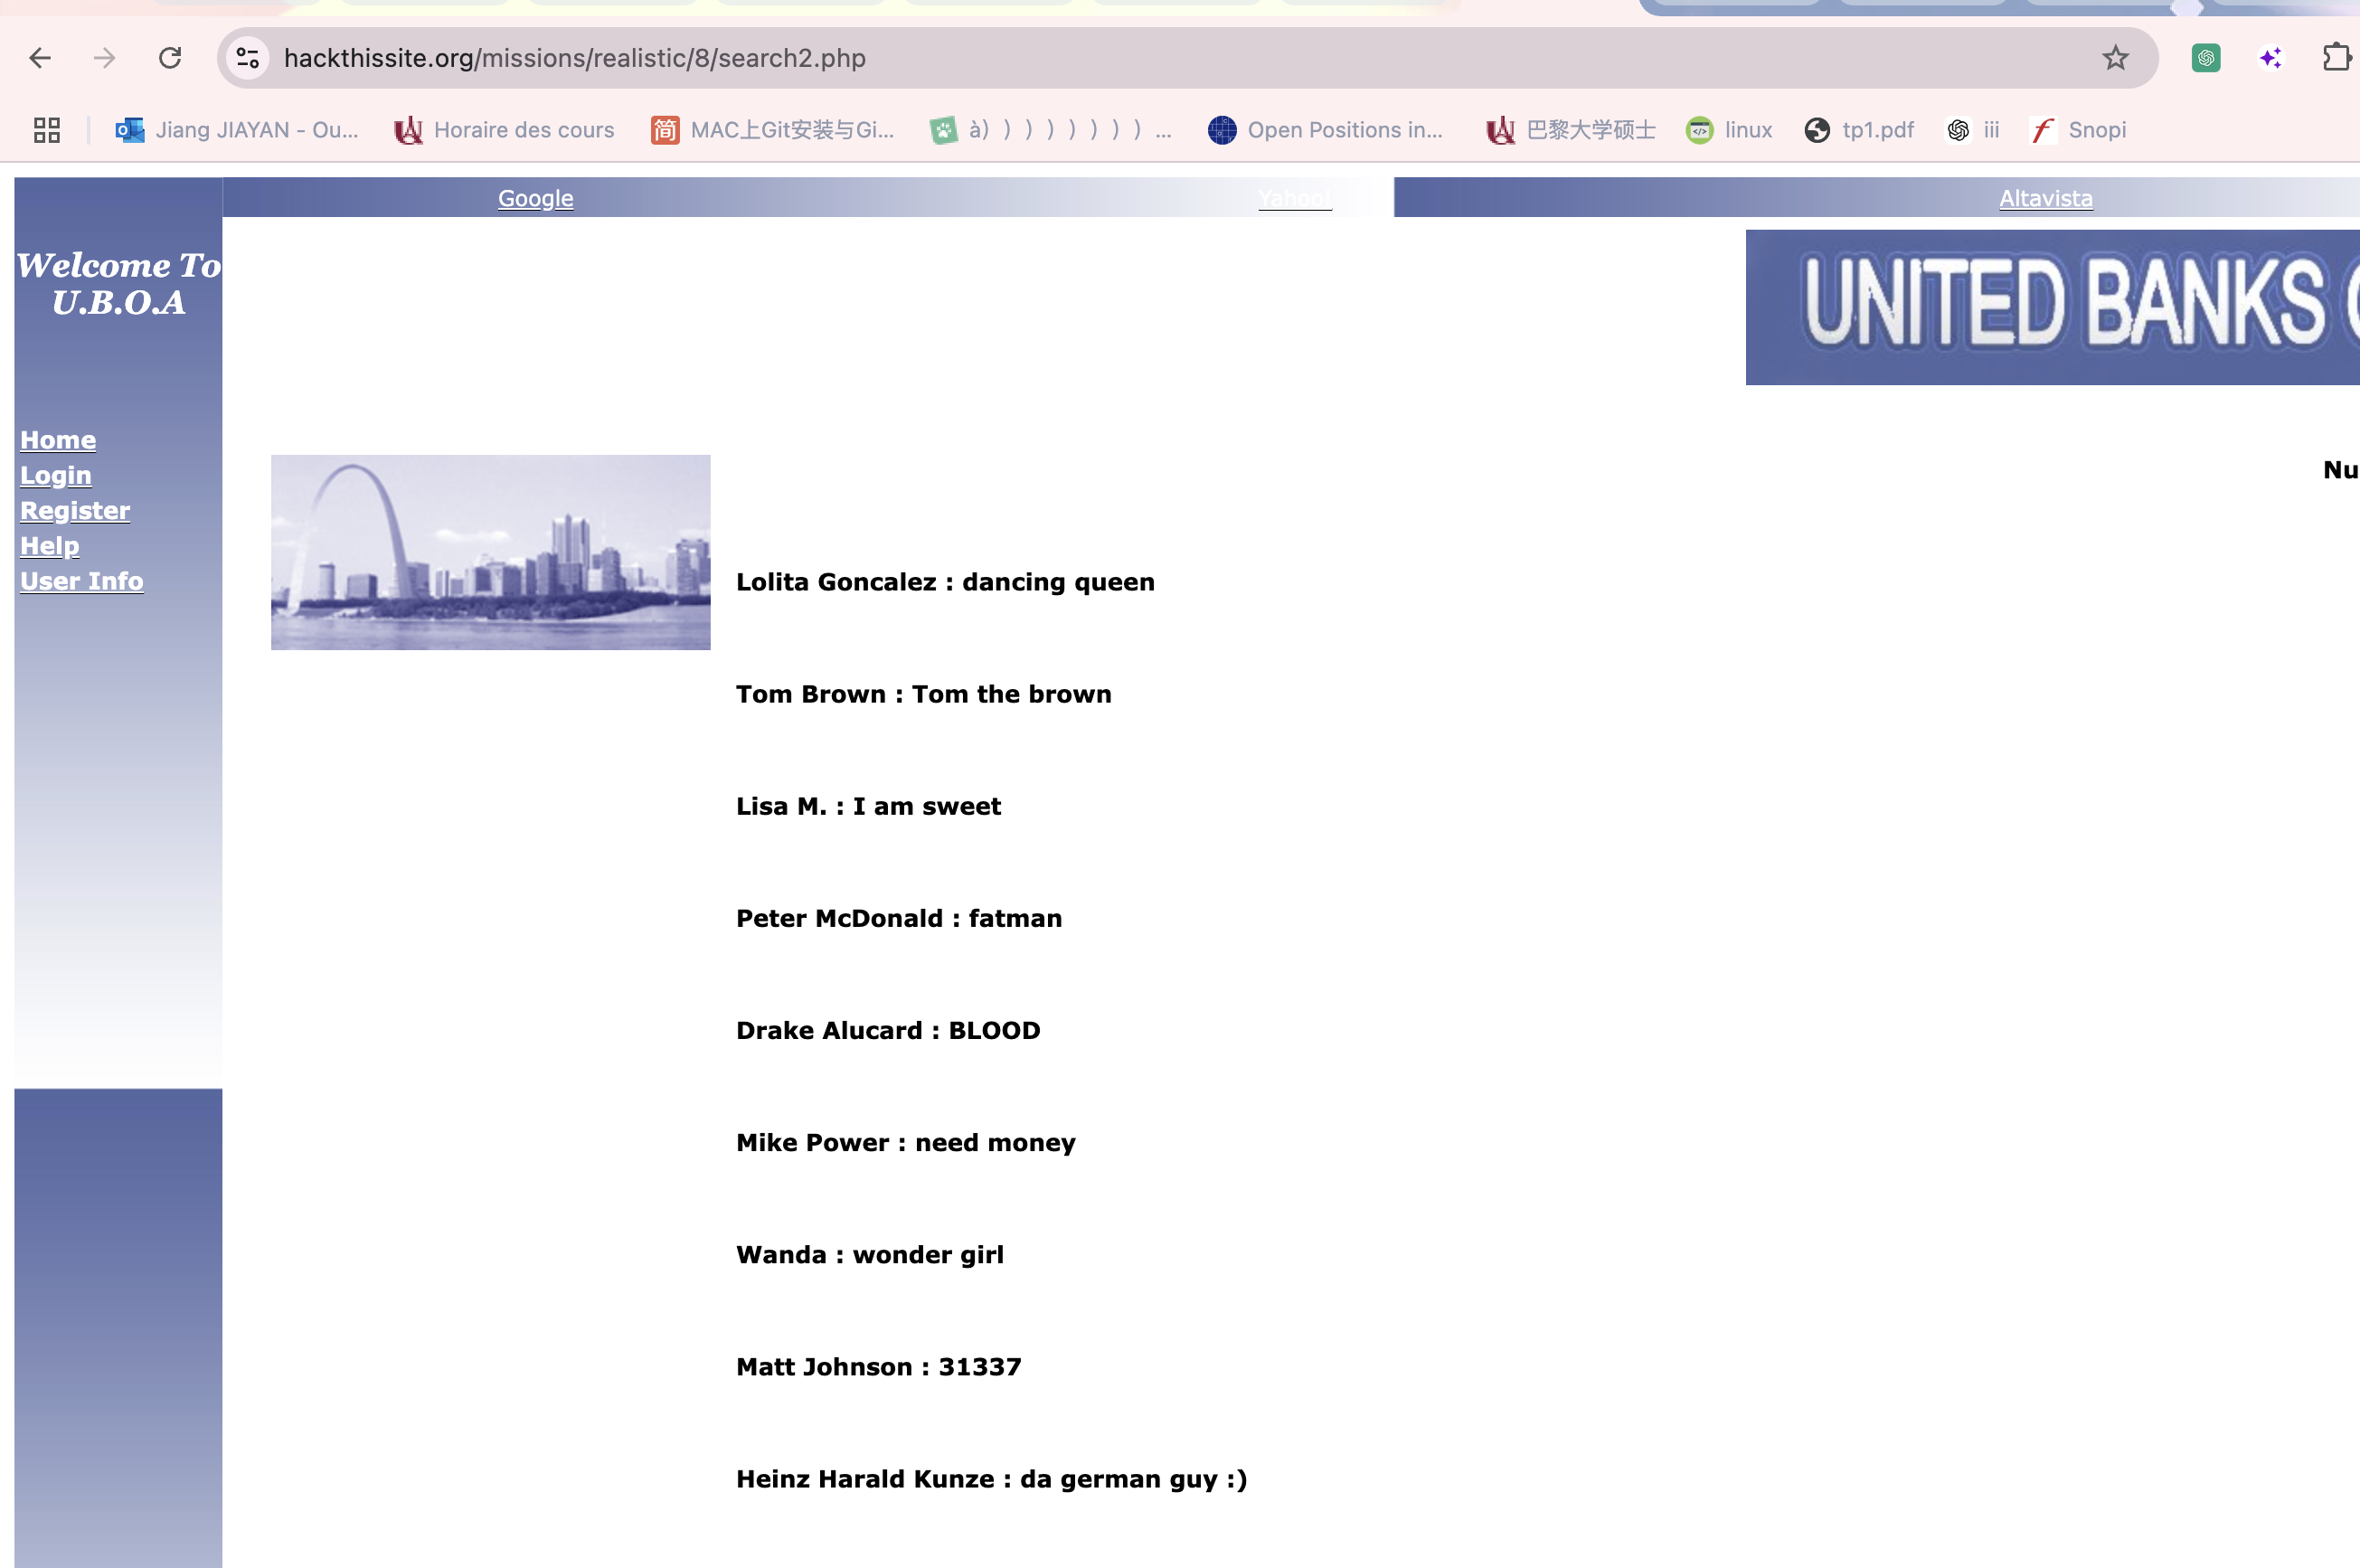 hackthissite.org/missions/realistic/8/search2.php
Jiang JIAYAN - Ou...
Horaire des cours
MAC上Git安装与Gi...
à) ) ) ) ) ) ) ) ...
Open Positions in...
巴黎大学硕士
linux
tp1.pdf
iii
Snopi
Google
Yahoo!
Altavista
Welcome To
U.B.O.A
UNITED BANKS
Home
Login
Register
Help
User Info
Nu
Lolita Goncalez : dancing queen
Tom Brown : Tom the brown
Lisa M. : I am sweet
Peter McDonald : fatman
Drake Alucard : BLOOD
Mike Power : need money
Wanda : wonder girl
Matt Johnson : 31337
Heinz Harald Kunze : da german guy :)